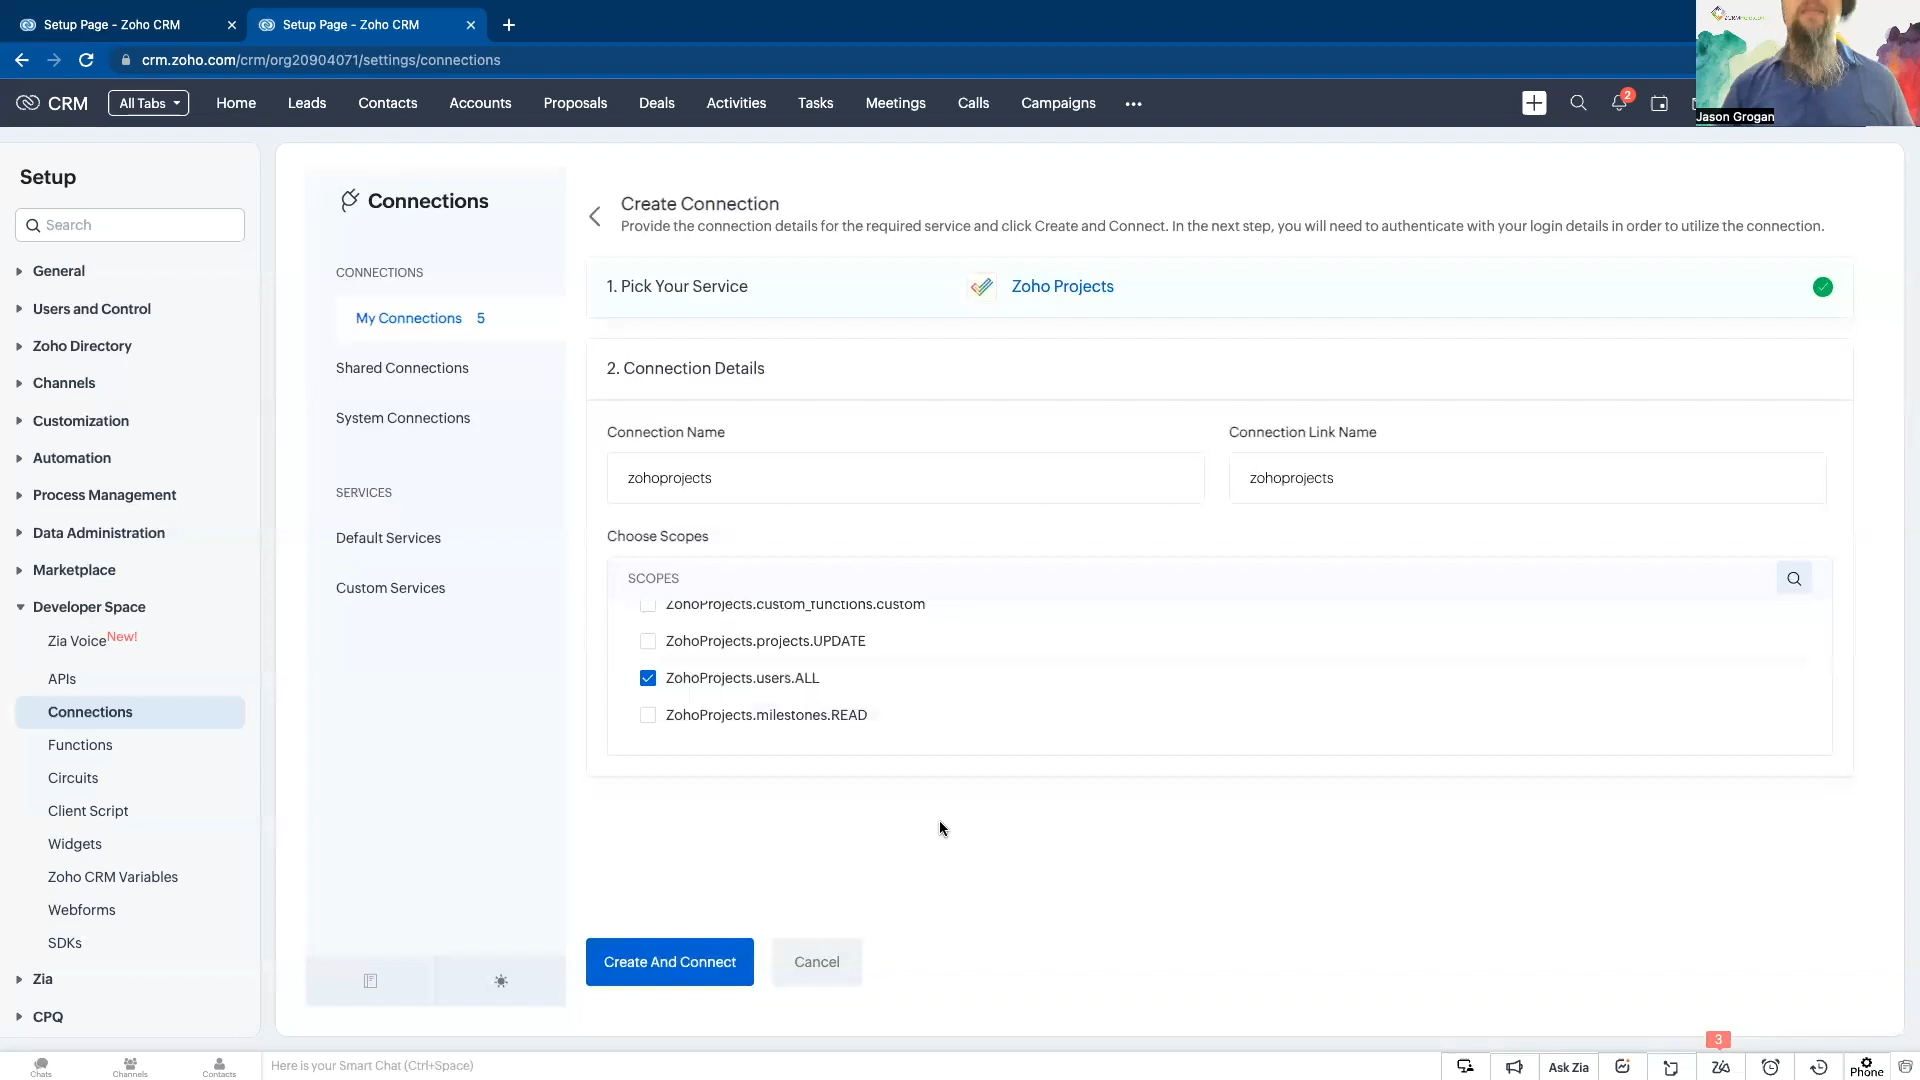 Setup Page - Zoho CRM
Setup Page - Zoho CRM
crm.zoho.com/crm/org20904071/settings/connections
CRM
All Tabs
Home
Leads
Contacts
Accounts
Proposals
Deals
Activities
Tasks
Meetings
Calls
Campaigns
2
Jason Grogan
Setup
Search
General
Users and Control
Zoho Directory
Channels
Customization
Automation
Process Management
Data Administration
Marketplace
Developer Space
Zia Voice New!
APIs
Connections
Functions
Circuits
Client Script
Widgets
Zoho CRM Variables
Webforms
SDKs
Zia
CPQ
Connections
CONNECTIONS
My Connections 5
Shared Connections
System Connections
SERVICES
Default Services
Custom Services
Create Connection
Provide the connection details for the required service and click Create and Connect. In the next step, you will need to authenticate with your login details in order to utilize the connection.
1. Pick Your Service
Zoho Projects
2. Connection Details
Connection Name
Connection Link Name
zohoprojects
zohoprojects
Choose Scopes
SCOPES
ZohoProjects.custom_functions.custom
ZohoProjects.projects.UPDATE
ZohoProjects.users.ALL
ZohoProjects.milestones.READ
Create And Connect
Cancel
3
Chats
Channels
Contacts
Here is your Smart Chat (Ctrl+Space)
Ask Zia
Phone